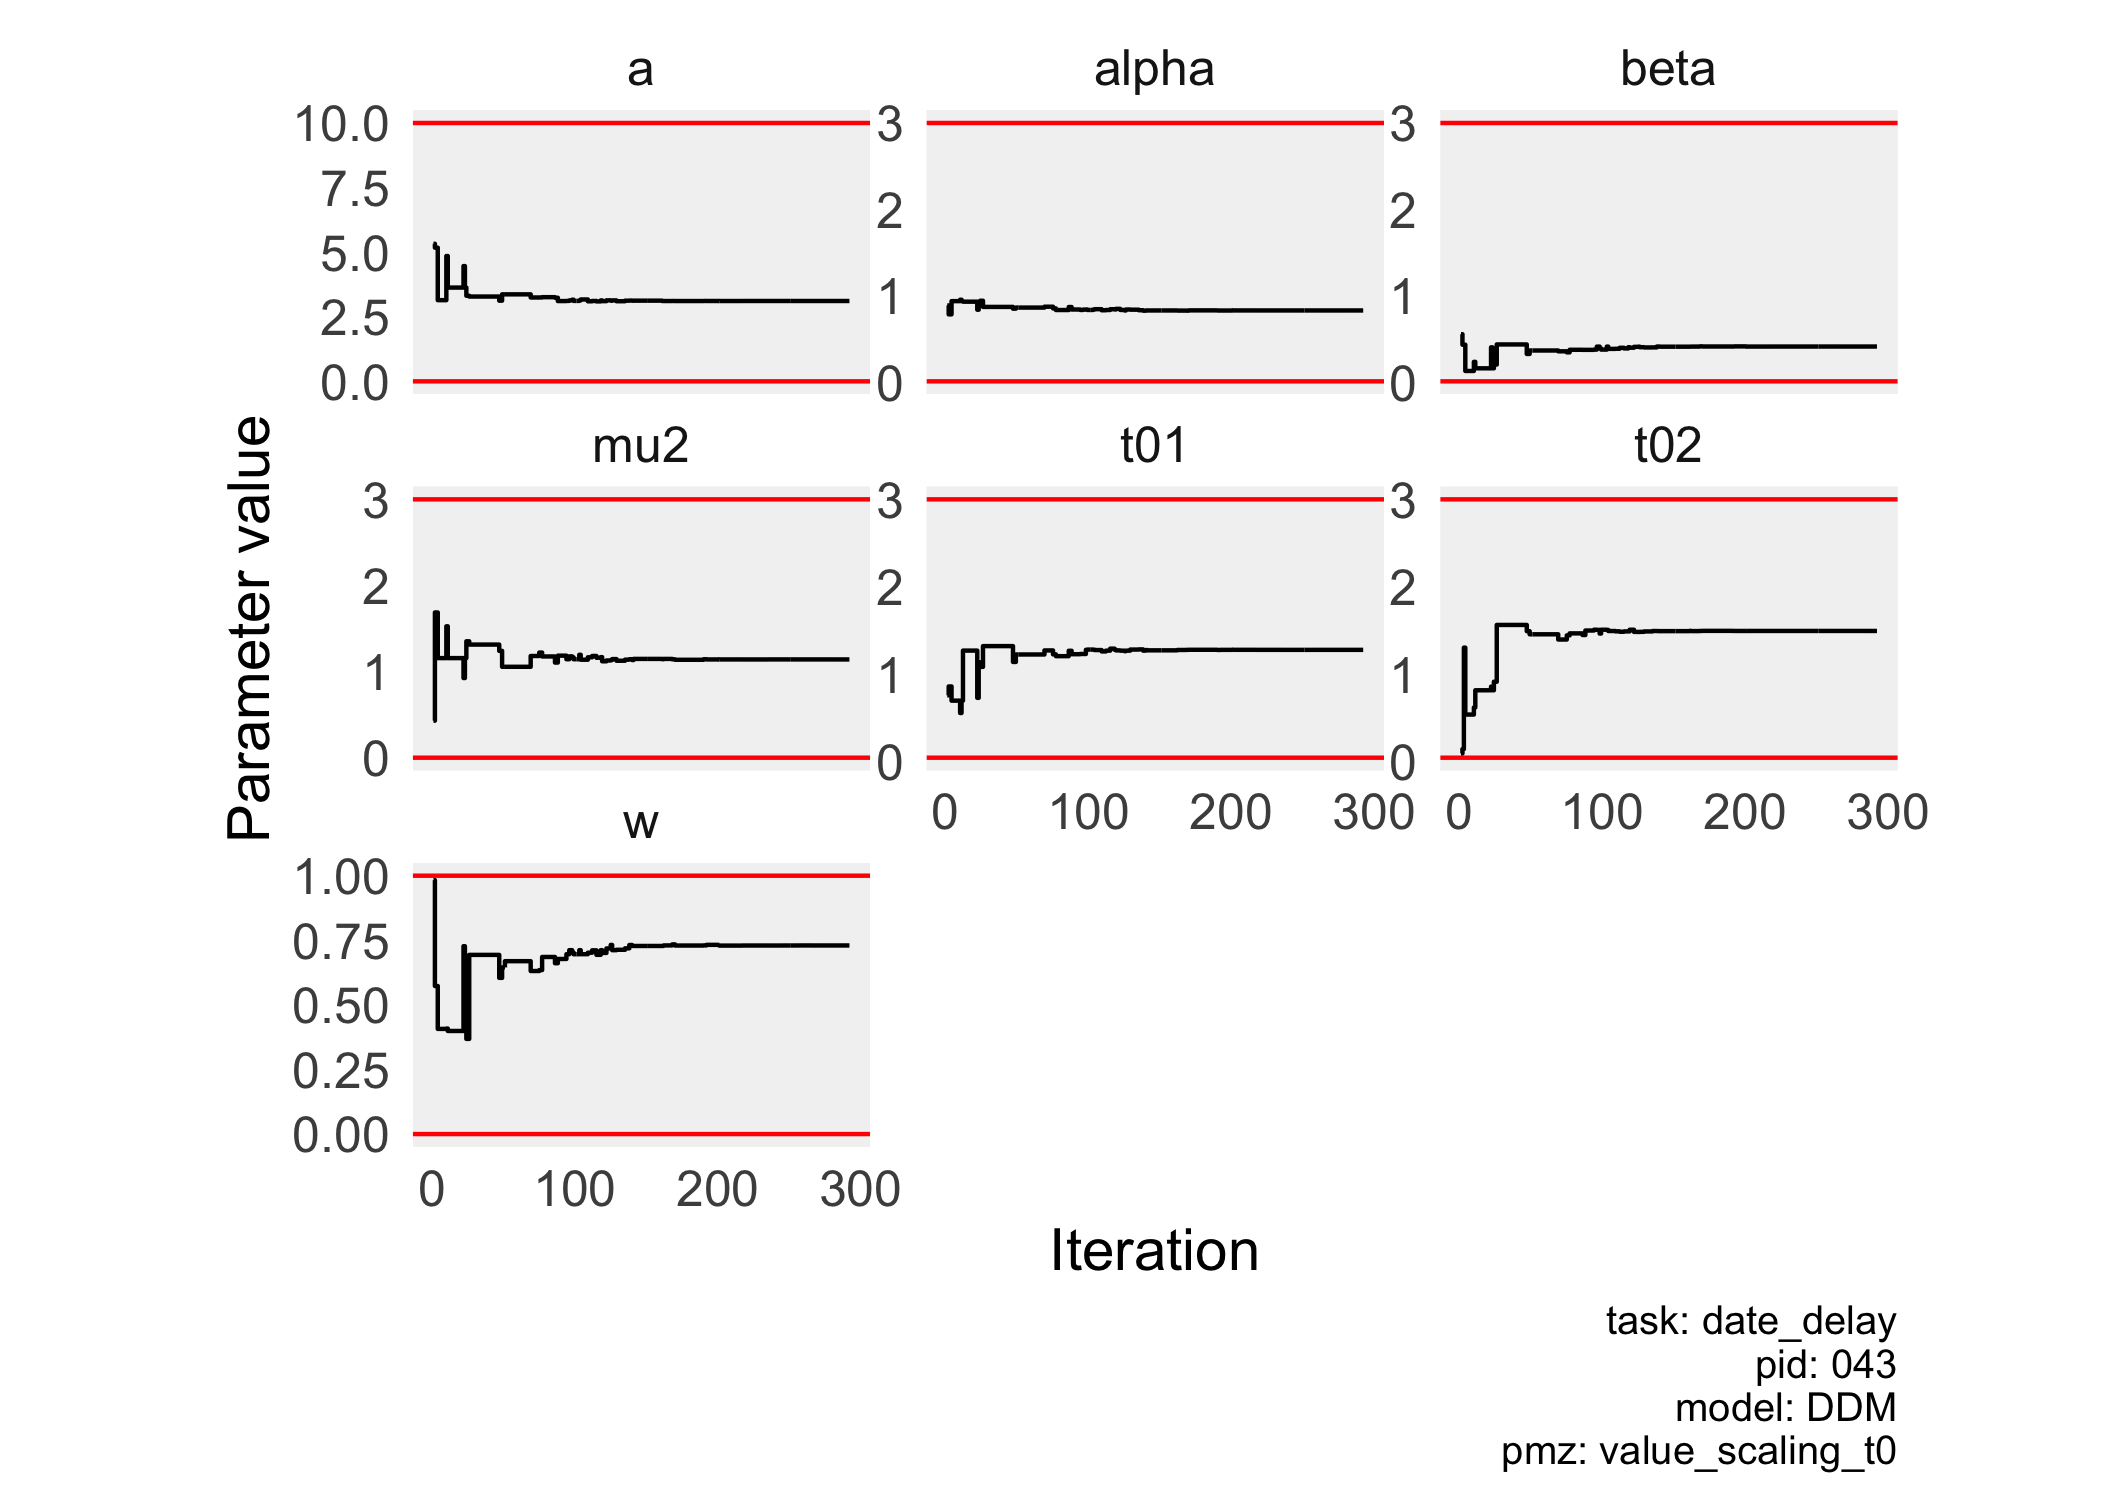 a alpha beta
10.0 3 3
7.5
5.0 2 2
2.5 1 1
0.0 0 0
mu2 t01 t02
3 3 3
2 2 2
1 1 1
0 0 0
0 100 200 300 0 100 200 300
w
1.00
0.75
0.50
0.25
0.00
0 100 200 300
Parameter value
Iteration
task: date_delay
pid: 043
model: DDM
pmz: value_scaling_t0